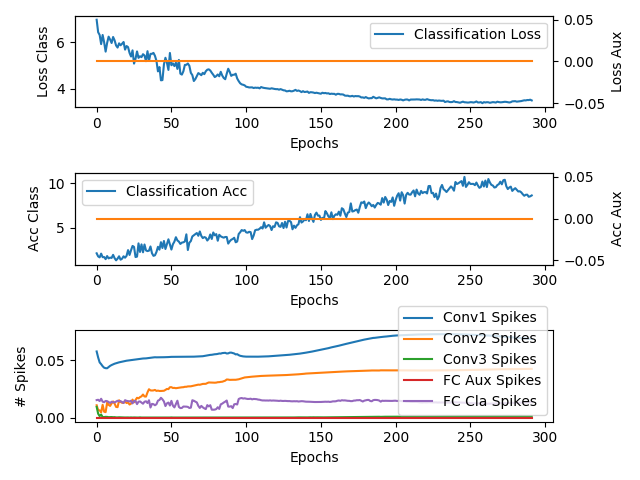 Classification Loss
Loss Class
Loss Aux
6
4
0.05
0.00
−0.05
0 50 100 150 200 250 300
Epochs
Classification Acc
Acc Class
Acc Aux
10
5
0.05
0.00
−0.05
0 50 100 150 200 250 300
Epochs
# Spikes
0.05
0.00
Conv1 Spikes
Conv2 Spikes
Conv3 Spikes
FC Aux Spikes
FC Cla Spikes
0 50 100 150 200 250 300
Epochs